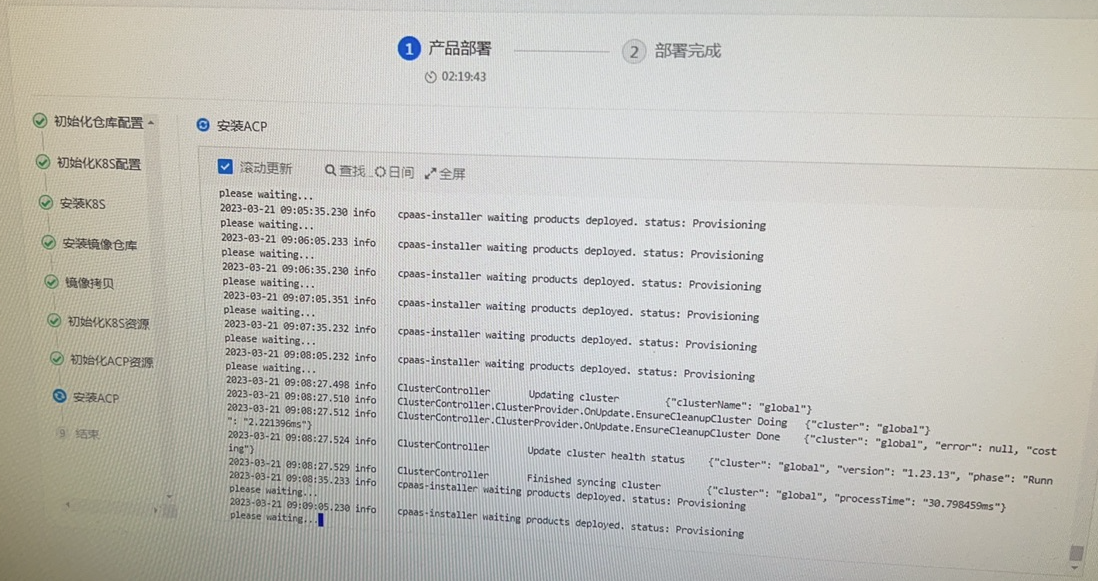 1 产品部署
2 部署完成
02:19:43
初始化仓库配置
初始化K8S配置
安装K8S
安装镜像仓库
镜像拷贝
初始化K8S资源
初始化ACP资源
安装ACP
9 结束
安装ACP
滚动更新 查找 日间 全屏
please waiting...
2023-03-21 09:05:35.230 info cpaas-installer waiting products deployed. status: Provisioning
please waiting...
2023-03-21 09:06:05.233 info cpaas-installer waiting products deployed. status: Provisioning
please waiting...
2023-03-21 09:06:35.230 info cpaas-installer waiting products deployed. status: Provisioning
please waiting...
2023-03-21 09:07:05.351 info cpaas-installer waiting products deployed. status: Provisioning
please waiting...
2023-03-21 09:07:35.232 info cpaas-installer waiting products deployed. status: Provisioning
please waiting...
2023-03-21 09:08:05.232 info cpaas-installer waiting products deployed. status: Provisioning
please waiting...
2023-03-21 09:08:27.498 info ClusterController Updating cluster {"clusterName": "global"}
2023-03-21 09:08:27.510 info ClusterController.ClusterProvider.OnUpdate.EnsureCleanupCluster Doing {"cluster": "global"}
2023-03-21 09:08:27.512 info ClusterController.ClusterProvider.OnUpdate.EnsureCleanupCluster Done {"cluster": "global", "error": null, "cost
": "2.221396ms"}
2023-03-21 09:08:27.524 info ClusterController Update cluster health status {"cluster": "global", "version": "1.23.13", "phase": "Runn
ing"}
2023-03-21 09:08:27.529 info ClusterController Finished syncing cluster {"cluster": "global", "processTime": "30.798459ms"}
2023-03-21 09:08:35.233 info cpaas-installer waiting products deployed. status: Provisioning
please waiting...
2023-03-21 09:09:05.230 info cpaas-installer waiting products deployed. status: Provisioning
please waiting...